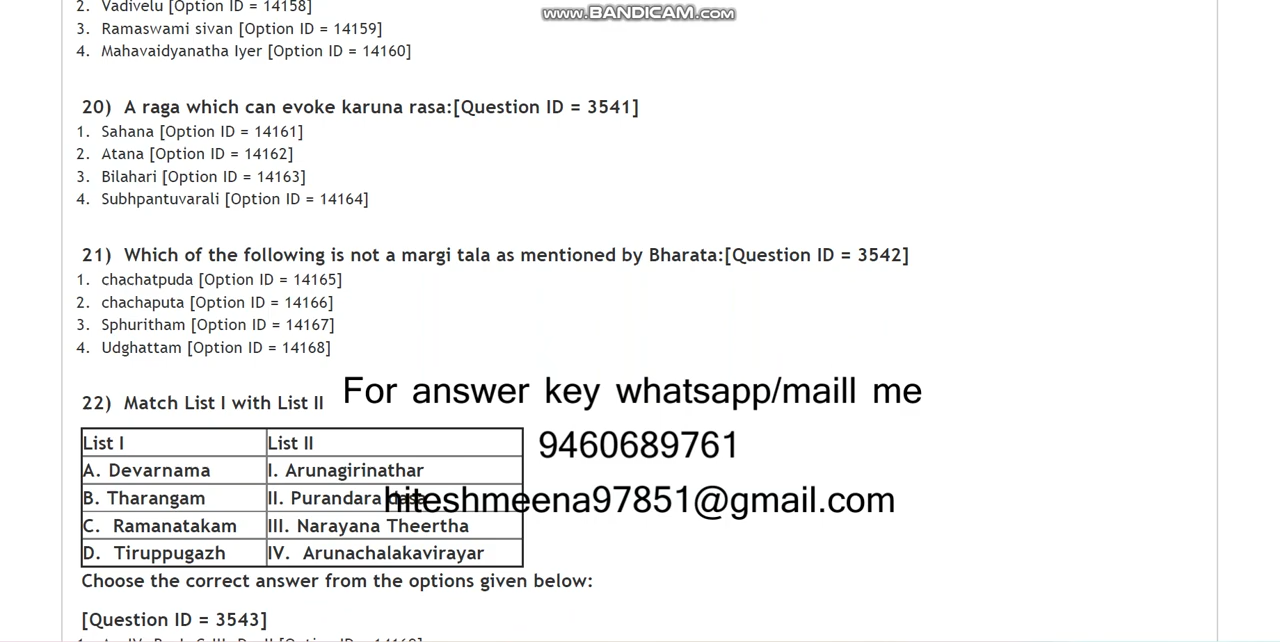 2. Vadivelu [Option ID = 14158]
www.BANDICAM.com
3. Ramaswami sivan [Option ID = 14159]
4. Mahavaidyanatha Iyer [Option ID = 14160]
20) A raga which can evoke karuna rasa:[Question ID = 3541]
1. Sahana [Option ID = 14161]
2. Atana [Option ID = 14162]
3. Bilahari [Option ID = 14163]
4. Subhpantuvarali [Option ID = 14164]
21) Which of the following is not a margi tala as mentioned by Bharata:[Question ID = 3542]
1. chachatpuda [Option ID = 14165]
2. chachaputa [Option ID = 14166]
3. Sphuritham [Option ID = 14167]
4. Udghattam [Option ID = 14168]
For answer key whatsapp/maill me
22) Match List I with List II
List I List II
9460689761
A. Devarnama I. Arunagirinathar
B. Tharangam II. Purandara dasa
hiteshmeena97851@gmail.com
C. Ramanatakam III. Narayana Theertha
D. Tiruppugazh IV. Arunachalakavirayar
Choose the correct answer from the options given below:
[Question ID = 3543]